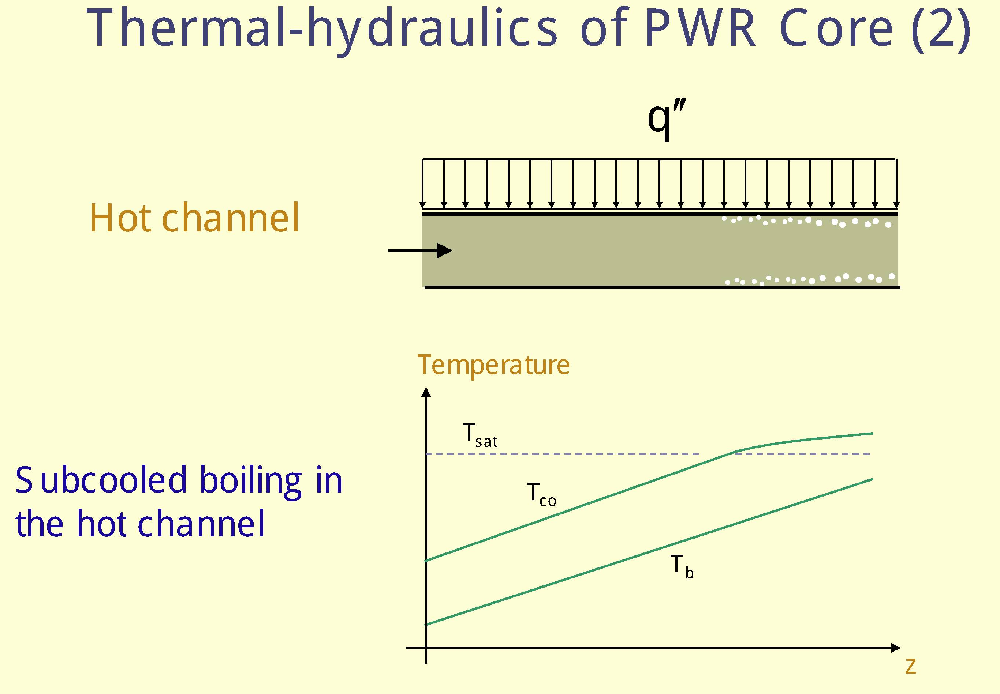 Thermal-hydraulics of PWR Core (2)
q″
Hot channel
Temperature
Tsat
Tco
Subcooled boiling in
the hot channel
Tb
z